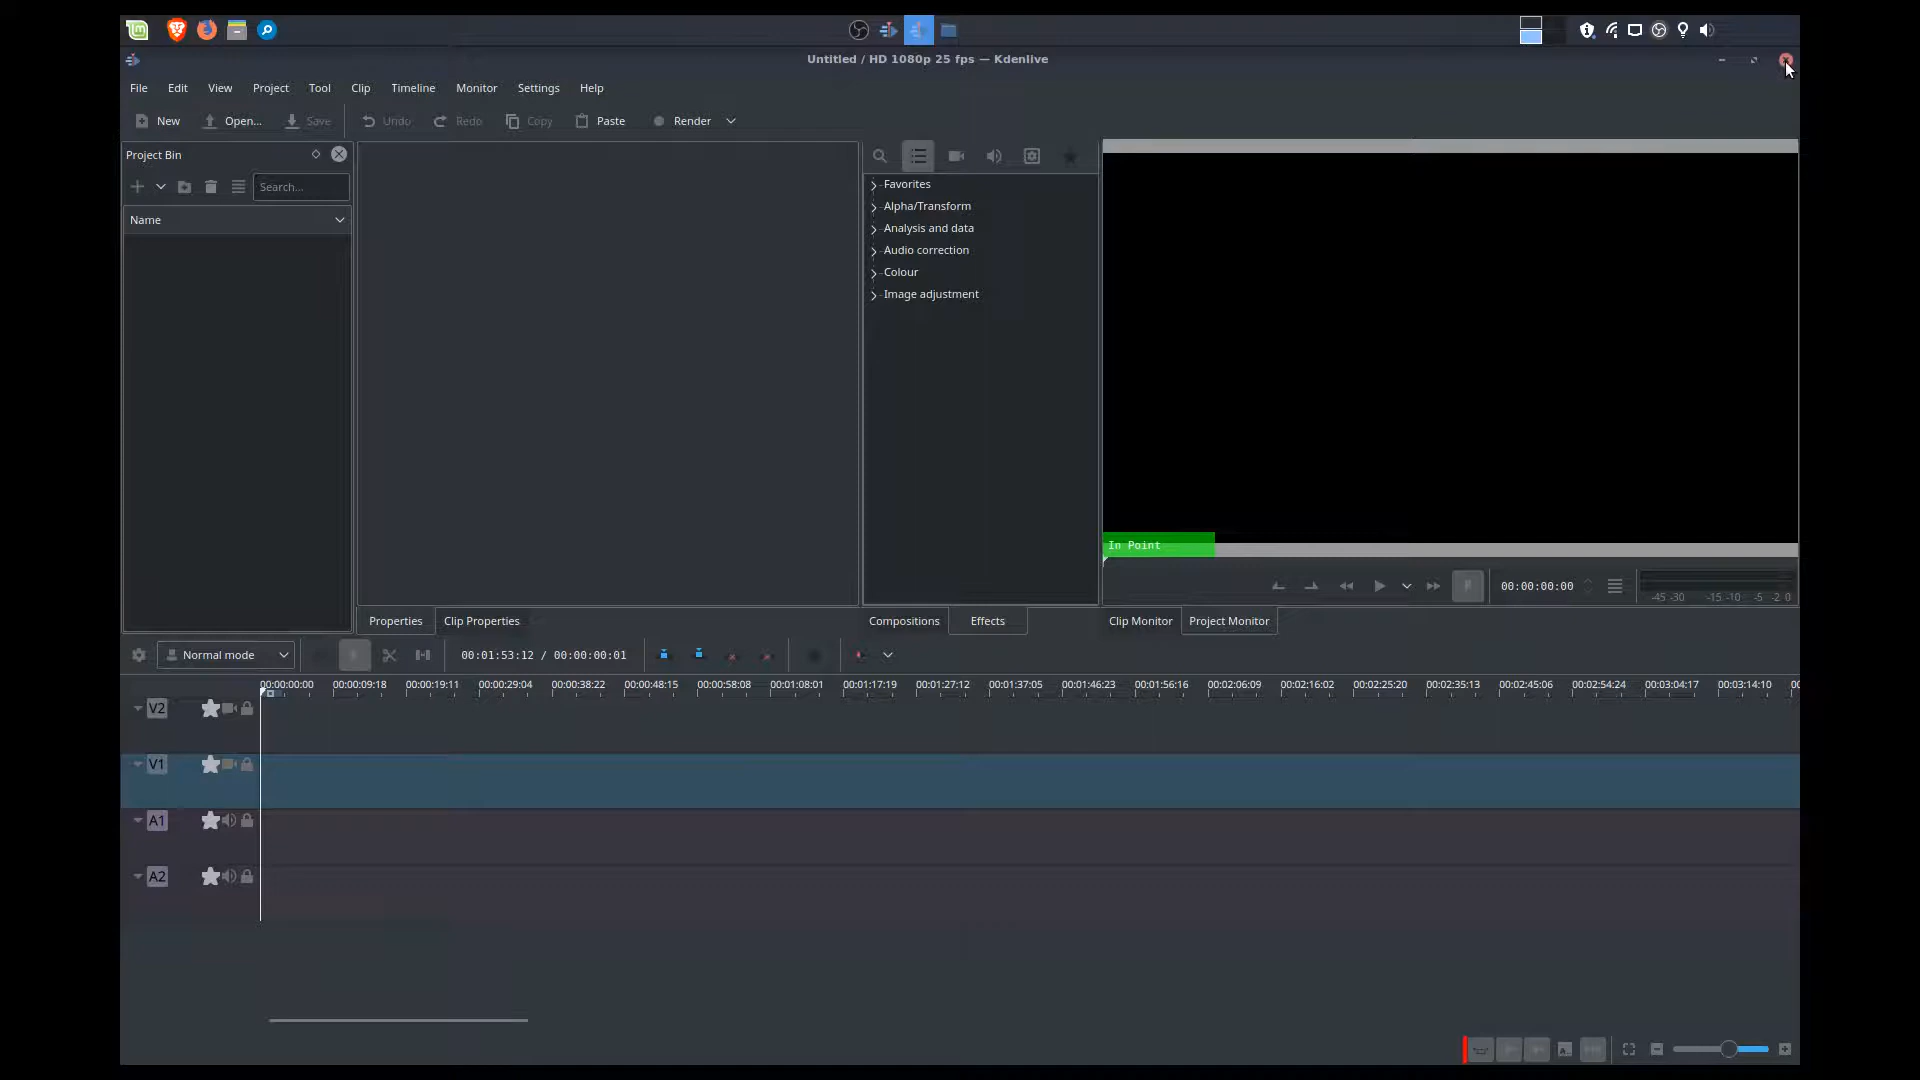 Untitled / HD 1080p 25 fps — Kdenlive
File Edit View Project Tool Clip Timeline Monitor Settings Help
New Open... Save Undo Redo Copy Paste Render
Project Bin
Search...
Name
Favorites
Alpha/Transform
Analysis and data
Audio correction
Colour
Image adjustment
In Point
00:00:00:00
-45 -30 -15 -10 -5 -2 0
Properties Clip Properties
Compositions Effects
Clip Monitor Project Monitor
Normal mode
00:01:53:12 / 00:00:00:01
00:00:00:00 00:00:09:18 00:00:19:11 00:00:29:04 00:00:38:22 00:00:48:15 00:00:58:08 00:01:08:01 00:01:17:19 00:01:27:12 00:01:37:05 00:01:46:23 00:01:56:16 00:02:06:09 00:02:16:02 00:02:25:20 00:02:35:13 00:02:45:06 00:02:54:24 00:03:04:17 00:03:14:10 00
V2
V1
A1
A2